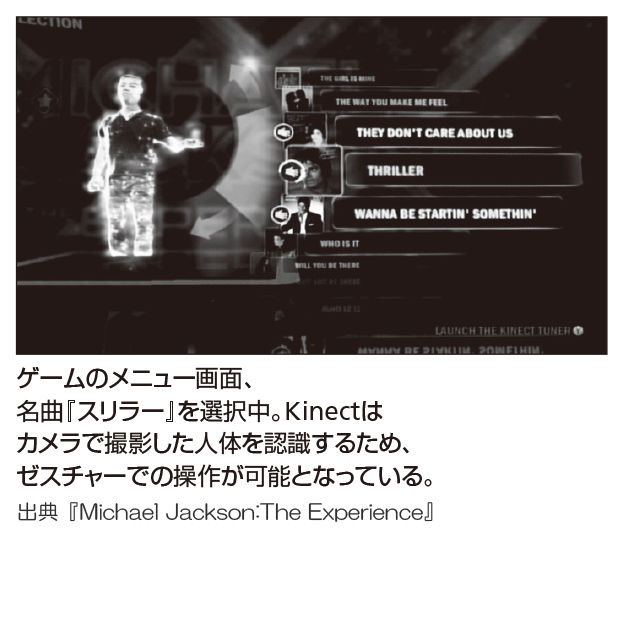 LECTION
THE GIRL IS MINE
THE WAY YOU MAKE ME FEEL
THEY DON'T CARE ABOUT US
THRILLER
WANNA BE STARTIN' SOMETHIN'
WHO IS IT
WILL YOU BE THERE
LAUNCH THE KINECT TUNER
ゲームのメニュー画面、
名曲『スリラー』を選択中。Kinectは
カメラで撮影した人体を認識するため、
ゼスチャーでの操作が可能となっている。
出典『Michael Jackson:The Experience』